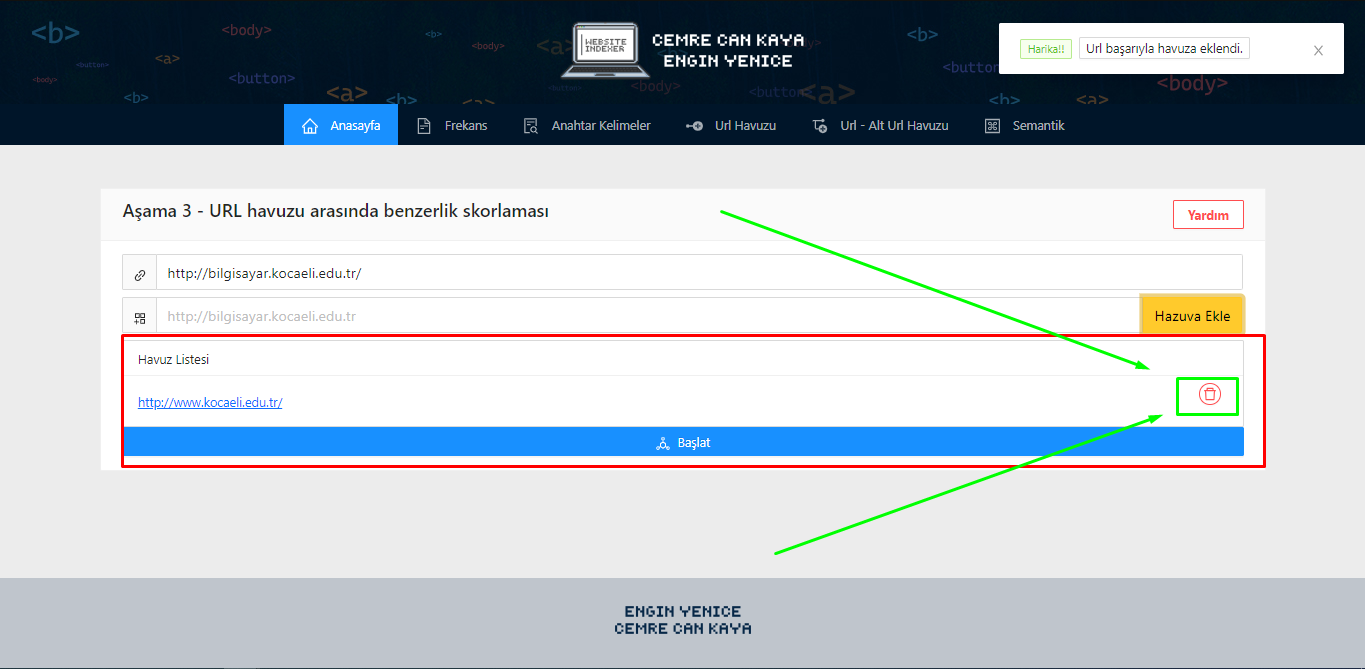 <b>
<body>
<b>
<body>
<a>
<button>
<body>
<a>
<button>
<b>
<a>
<b>
<a>
WEBSITE
INDEXER
CEMRE CAN KAYA
ENGIN YENICE
<a>
<button>
<body>
<button>
<a>
<b>
<button>
<body>
<b>
<a>
Harika!! Url başarıyla havuza eklendi.
Anasayfa Frekans Anahtar Kelimeler Url Havuzu Url - Alt Url Havuzu Semantik
Aşama 3 - URL havuzu arasında benzerlik skorlaması
Yardım
http://bilgisayar.kocaeli.edu.tr/
http://bilgisayar.kocaeli.edu.tr
Hazuva Ekle
Havuz Listesi
http://www.kocaeli.edu.tr/
Başlat
ENGIN YENICE
CEMRE CAN KAYA